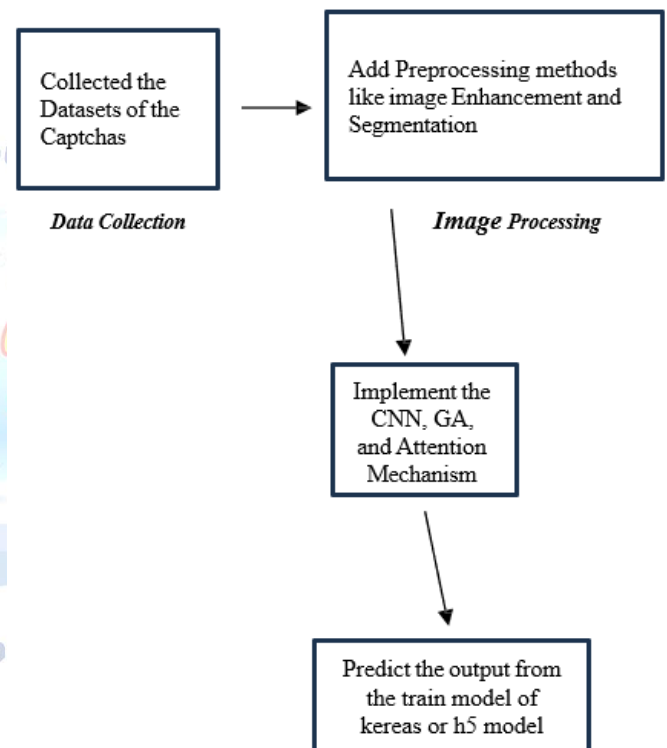 Collected the
Datasets of the
Captchas
Add Preprocessing methods
like image Enhancement and
Segmentation
Data Collection
Image Processing
Implement the
CNN, GA,
and Attention
Mechanism
Predict the output from
the train model of
kereas or h5 model